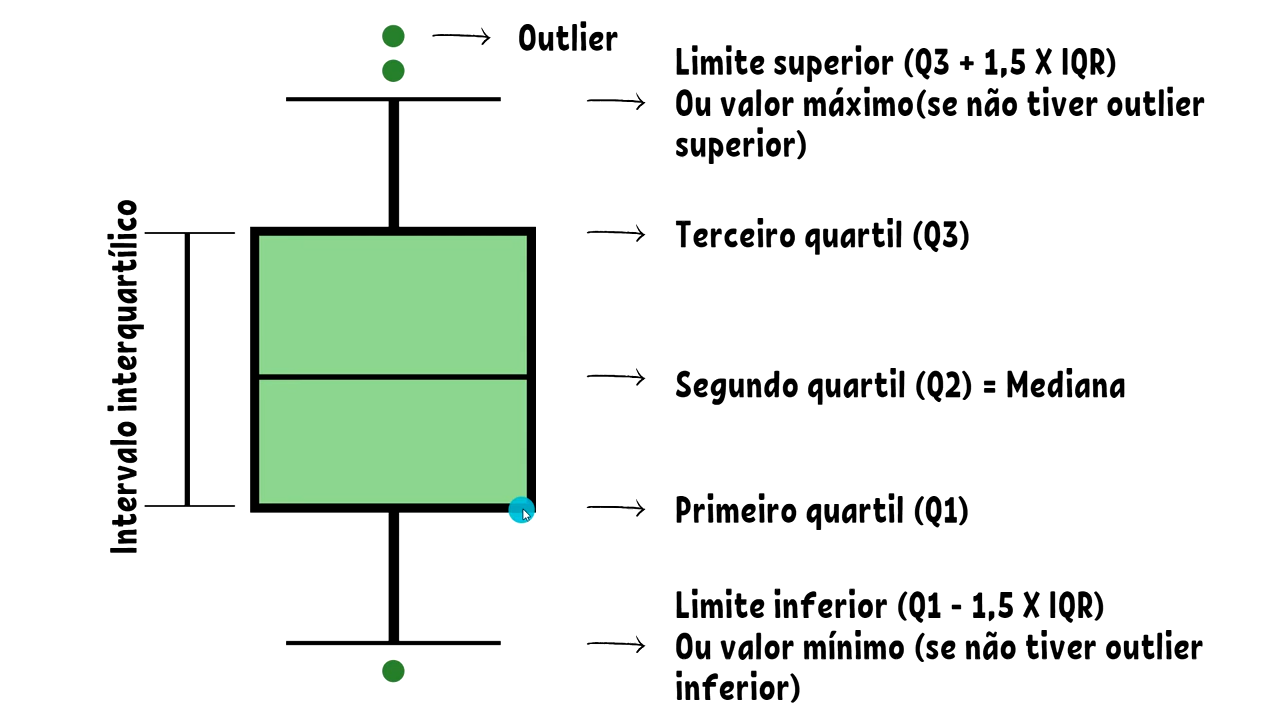 Outlier
Limite superior (Q3 + 1,5 X IQR)
Ou valor máximo(se não tiver outlier
superior)
Intervalo interquartílico
Terceiro quartil (Q3)
Segundo quartil (Q2) = Mediana
Primeiro quartil (Q1)
Limite inferior (Q1 - 1,5 X IQR)
Ou valor mínimo (se não tiver outlier
inferior)